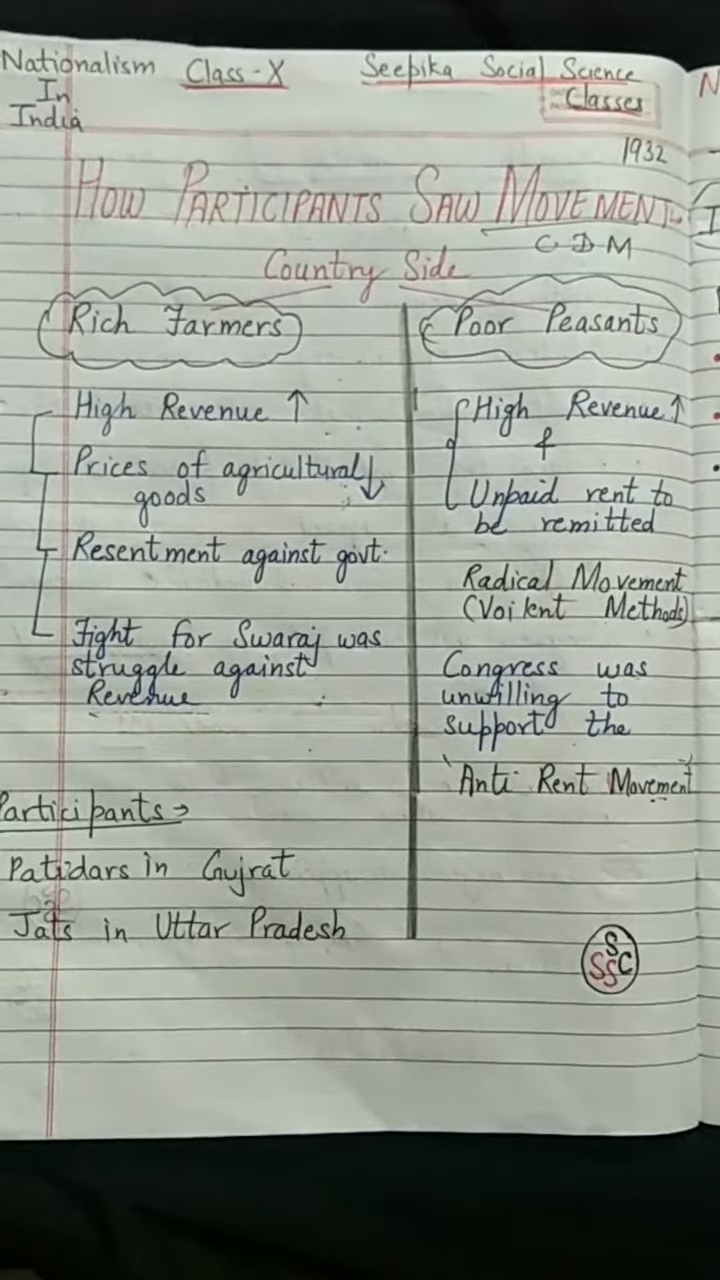 Nationalism Class-X Seepika Social Science
In
India
Classes
1932
HOW PARTICIPANTS SAW MOVEMENT
C D M
Country Side
Rich Farmers
High Revenue ↑
Prices of agricultural ↓
goods
Resentment against govt.
Fight for Swaraj was
struggle against
Revenue
Participants →
Patidars in Gujrat
Jats in Uttar Pradesh
Poor Peasants
High Revenue ↑
&
Unpaid rent to
be remitted
Radical Movement
(Voilent Methods)
Congress was
unwilling to
support the
'Anti Rent Movement'
S
SSC
N
I